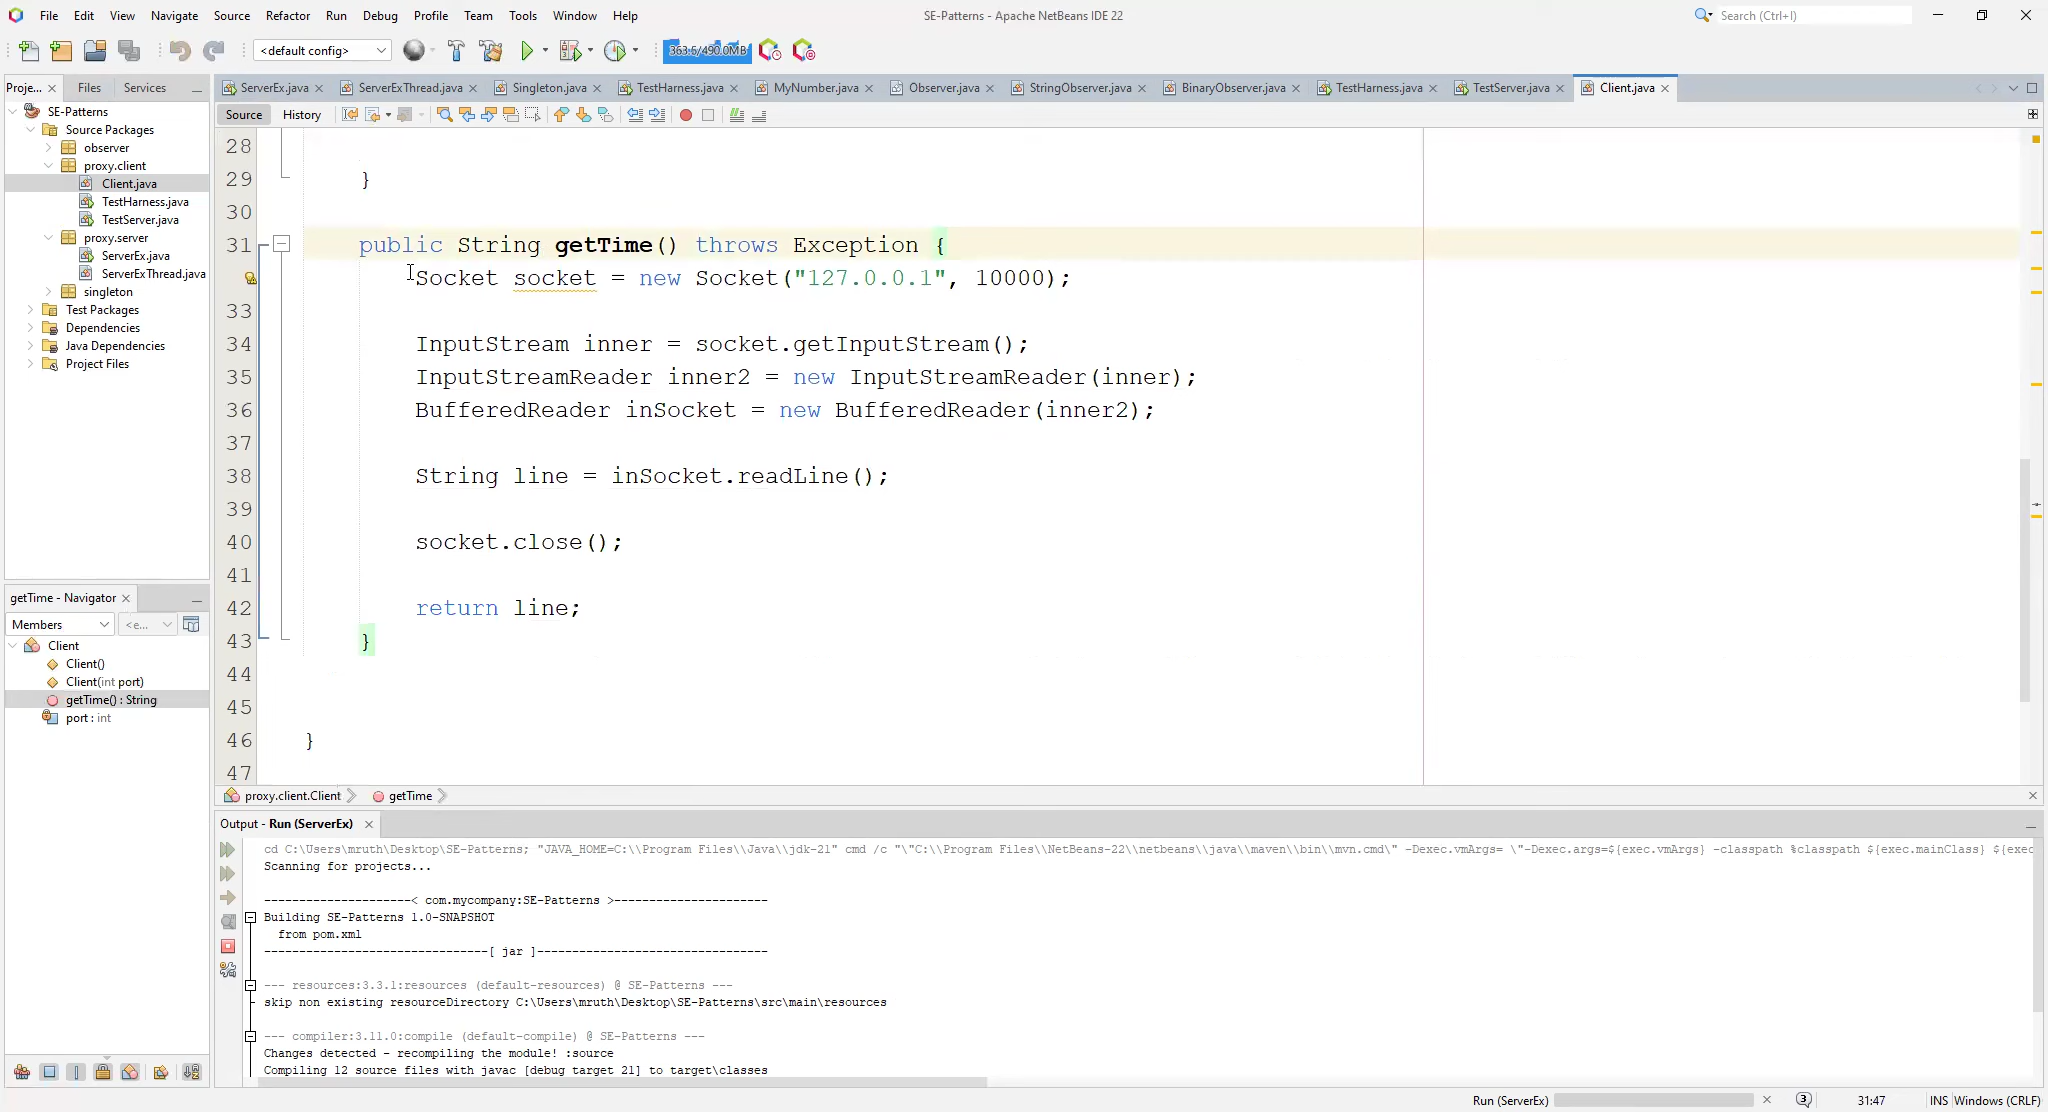 File Edit View Navigate Source Refactor Run Debug Profile Team Tools Window Help
SE-Patterns - Apache NetBeans IDE 22
Search (Ctrl+I)
<default config>
363.5/490.0MB
Proje... Files Services
ServerEx.java ServerExThread.java Singleton.java TestHarness.java MyNumber.java Observer.java StringObserver.java BinaryObserver.java TestHarness.java TestServer.java Client.java
Source History
SE-Patterns
Source Packages
observer
proxy.client
Client.java
TestHarness.java
TestServer.java
proxy.server
ServerEx.java
ServerExThread.java
singleton
Test Packages
Dependencies
Java Dependencies
Project Files
28
29 }
30
31 public String getTime() throws Exception {
Socket socket = new Socket("127.0.0.1", 10000);
33
34 InputStream inner = socket.getInputStream();
35 InputStreamReader inner2 = new InputStreamReader(inner);
36 BufferedReader inSocket = new BufferedReader(inner2);
37
38 String line = inSocket.readLine();
39
40 socket.close();
41
42 return line;
43 }
44
45
46 }
47
getTime - Navigator
Members <e...
Client
Client()
Client(int port)
getTime() : String
port : int
proxy.client.Client getTime
Output - Run (ServerEx)
cd C:\Users\mruth\Desktop\SE-Patterns; "JAVA_HOME=C:\\Program Files\\Java\\jdk-21" cmd /c "\"C:\\Program Files\\NetBeans-22\\netbeans\\java\\maven\\bin\\mvn.cmd\" -Dexec.vmArgs= \"-Dexec.args=${exec.vmArgs} -classpath %classpath ${exec.mainClass} ${exec
Scanning for projects...
---------------------< com.mycompany:SE-Patterns >----------------------
Building SE-Patterns 1.0-SNAPSHOT
from pom.xml
--------------------------------[ jar ]---------------------------------
--- resources:3.3.1:resources (default-resources) @ SE-Patterns ---
skip non existing resourceDirectory C:\Users\mruth\Desktop\SE-Patterns\src\main\resources
--- compiler:3.11.0:compile (default-compile) @ SE-Patterns ---
Changes detected - recompiling the module! :source
Compiling 12 source files with javac [debug target 21] to target\classes
Run (ServerEx) 3 31:47 INS Windows (CRLF)